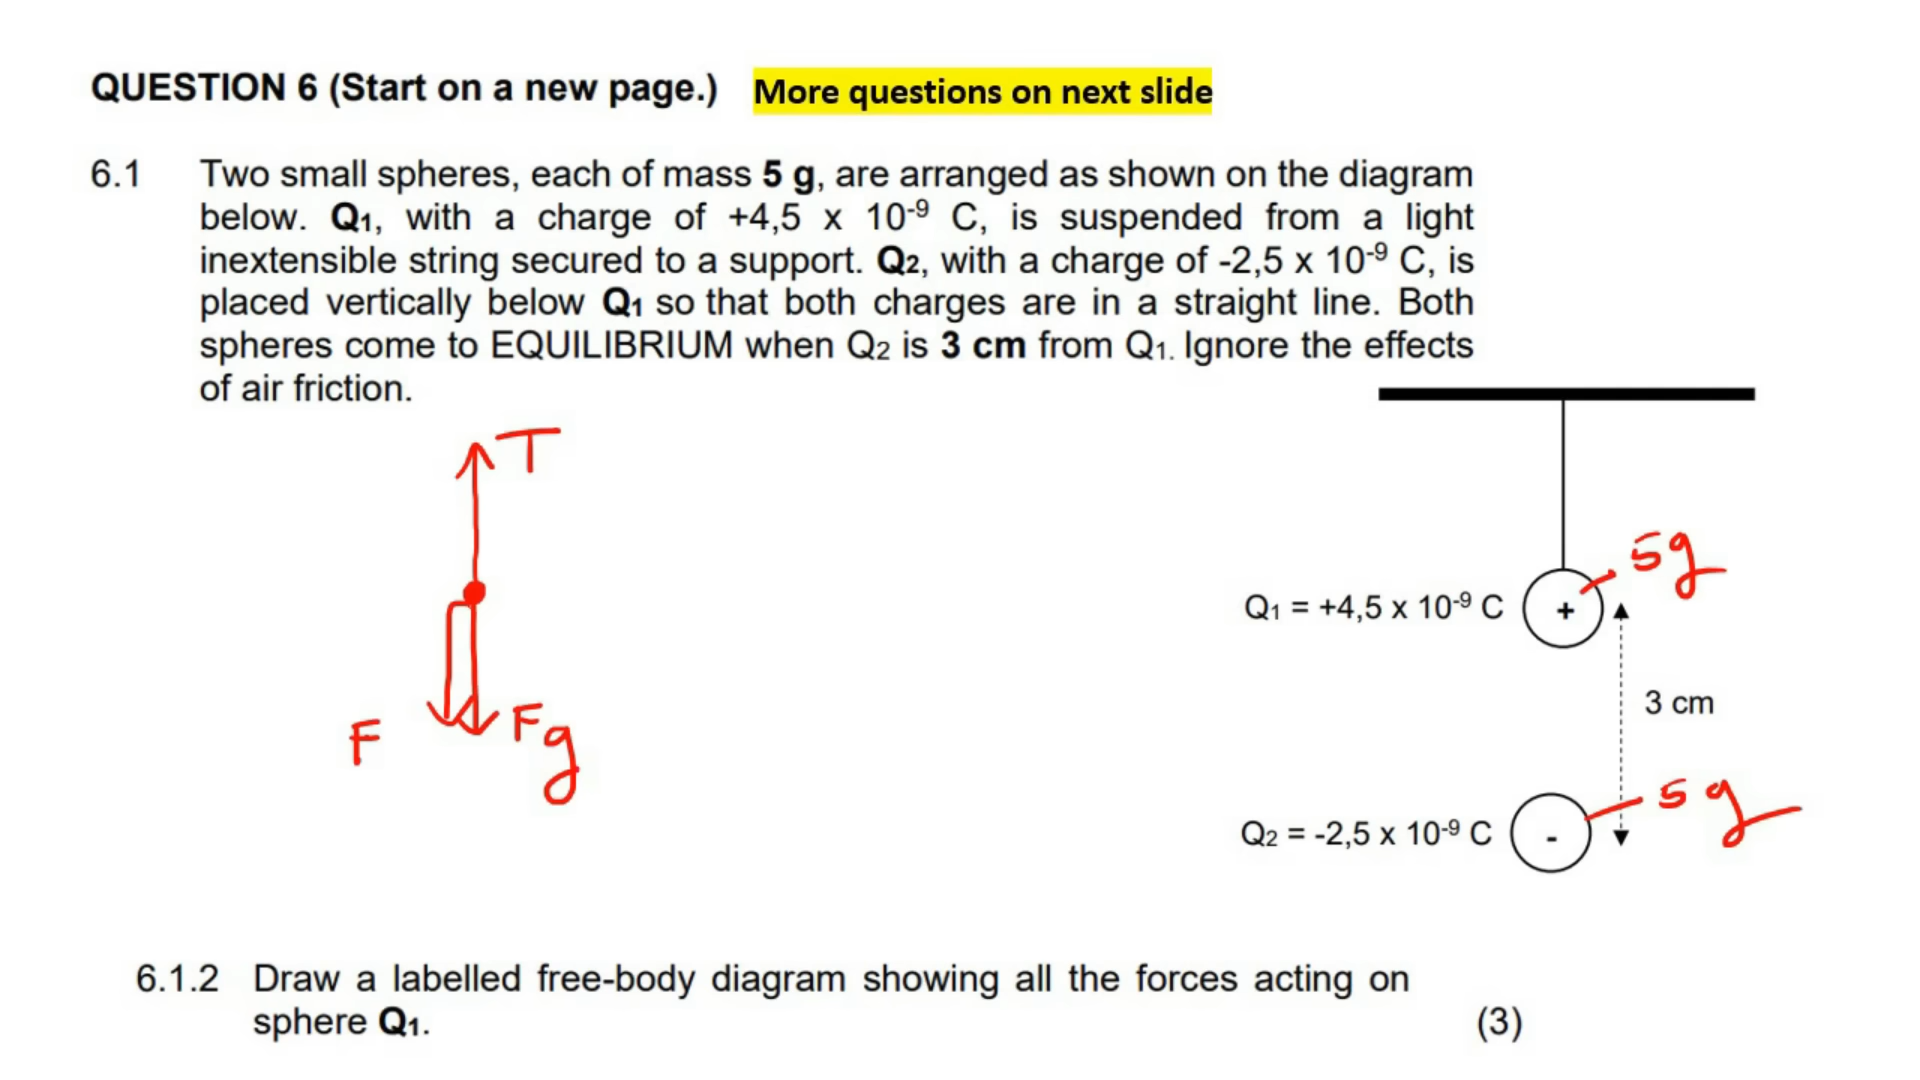 QUESTION 6 (Start on a new page.) More questions on next slide
6.1 Two small spheres, each of mass 5 g, are arranged as shown on the diagram
below. Q₁, with a charge of +4,5 x 10⁻⁹ C, is suspended from a light
inextensible string secured to a support. Q₂, with a charge of -2,5 x 10⁻⁹ C, is
placed vertically below Q₁ so that both charges are in a straight line. Both
spheres come to EQUILIBRIUM when Q₂ is 3 cm from Q₁. Ignore the effects
of air friction.
T
5g
Q₁ = +4,5 x 10⁻⁹ C +
3 cm
F Fg
5g
Q₂ = -2,5 x 10⁻⁹ C -
6.1.2 Draw a labelled free-body diagram showing all the forces acting on
sphere Q₁. (3)